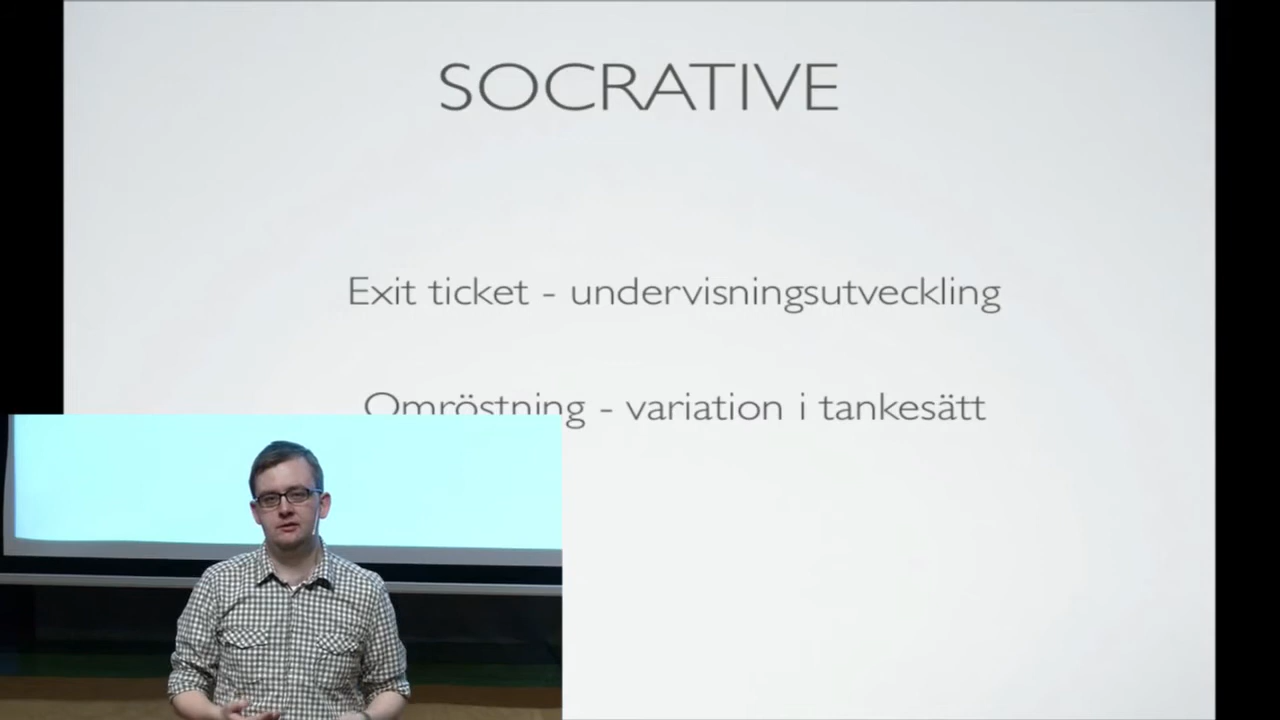 SOCRATIVE
Exit ticket - undervisningsutveckling
Omröstning - variation i tankesätt